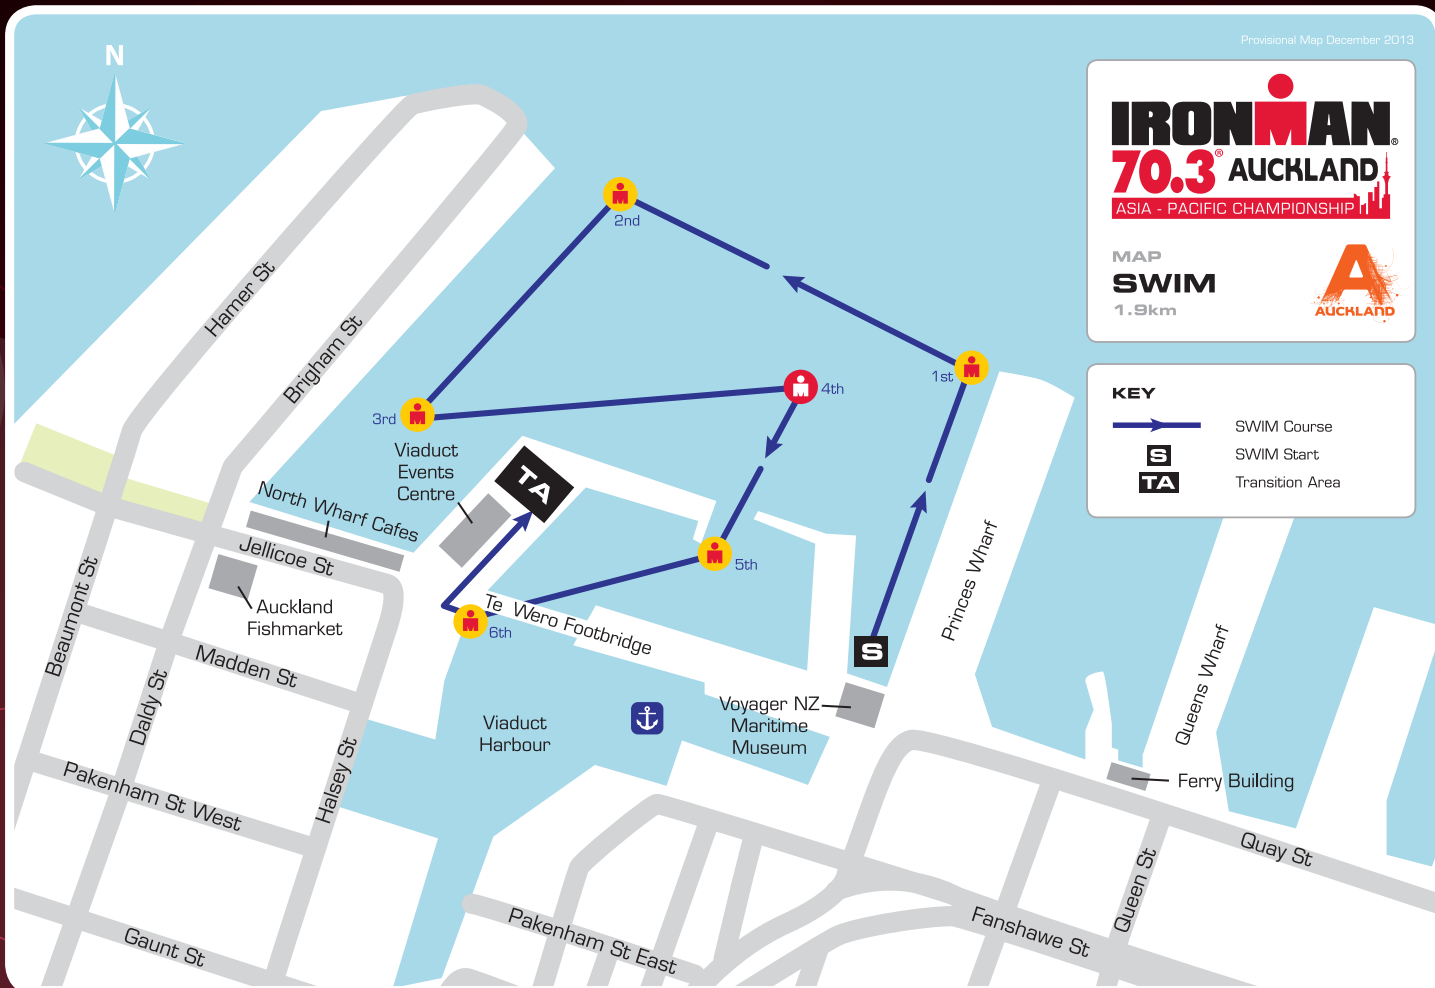 Provisional Map December 2013
N
IRONMAN®
70.3® AUCKLAND
ASIA - PACIFIC CHAMPIONSHIP
MAP
SWIM
1.9km
A
AUCKLAND
KEY
SWIM Course
S
SWIM Start
TA
Transition Area
2nd
1st
4th
3rd
5th
6th
Hamer St
Brigham St
Viaduct
Events
Centre
TA
North Wharf Cafes
Jellicoe St
Auckland
Fishmarket
Te Wero Footbridge
S
Princes Wharf
Queens Wharf
Beaumont St
Madden St
Daldy St
Halsey St
Viaduct
Harbour
Voyager NZ
Maritime
Museum
Ferry Building
Pakenham St West
Quay St
Queen St
Gaunt St
Pakenham St East
Fanshawe St